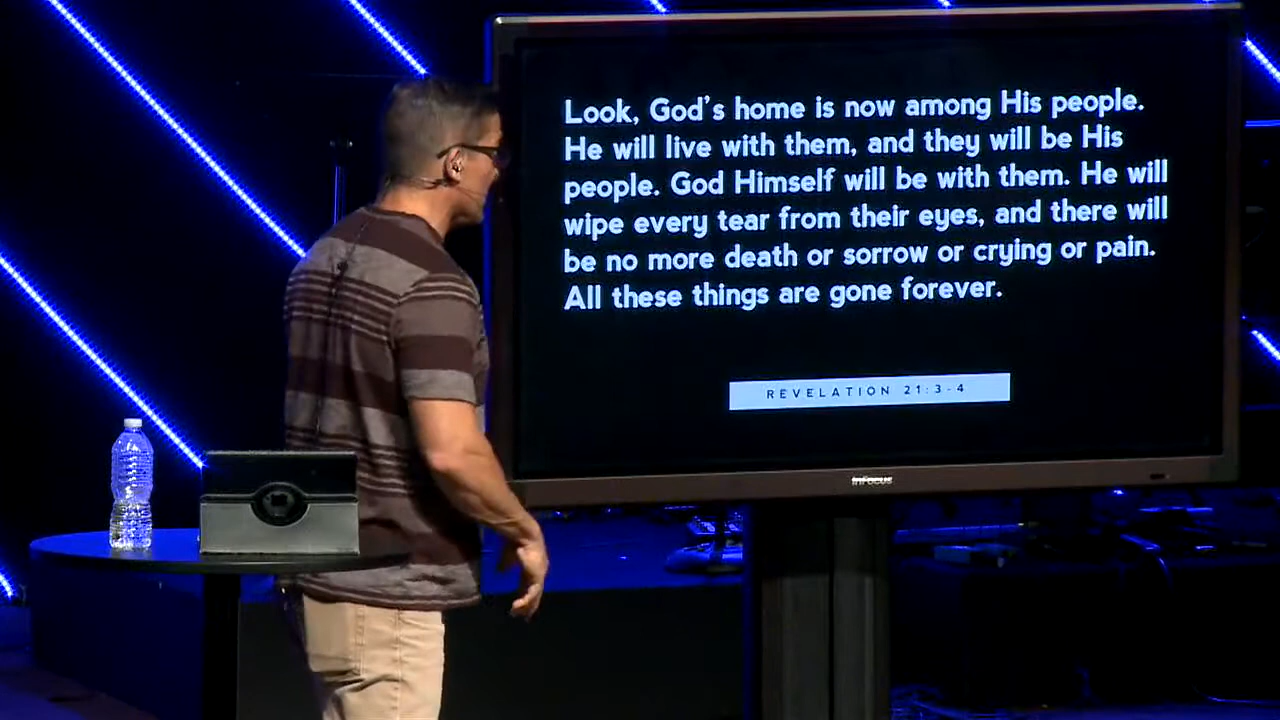 Look, God's home is now among His people.
He will live with them, and they will be His
people. God Himself will be with them. He will
wipe every tear from their eyes, and there will
be no more death or sorrow or crying or pain.
All these things are gone forever.
REVELATION 21:3-4
InFocus